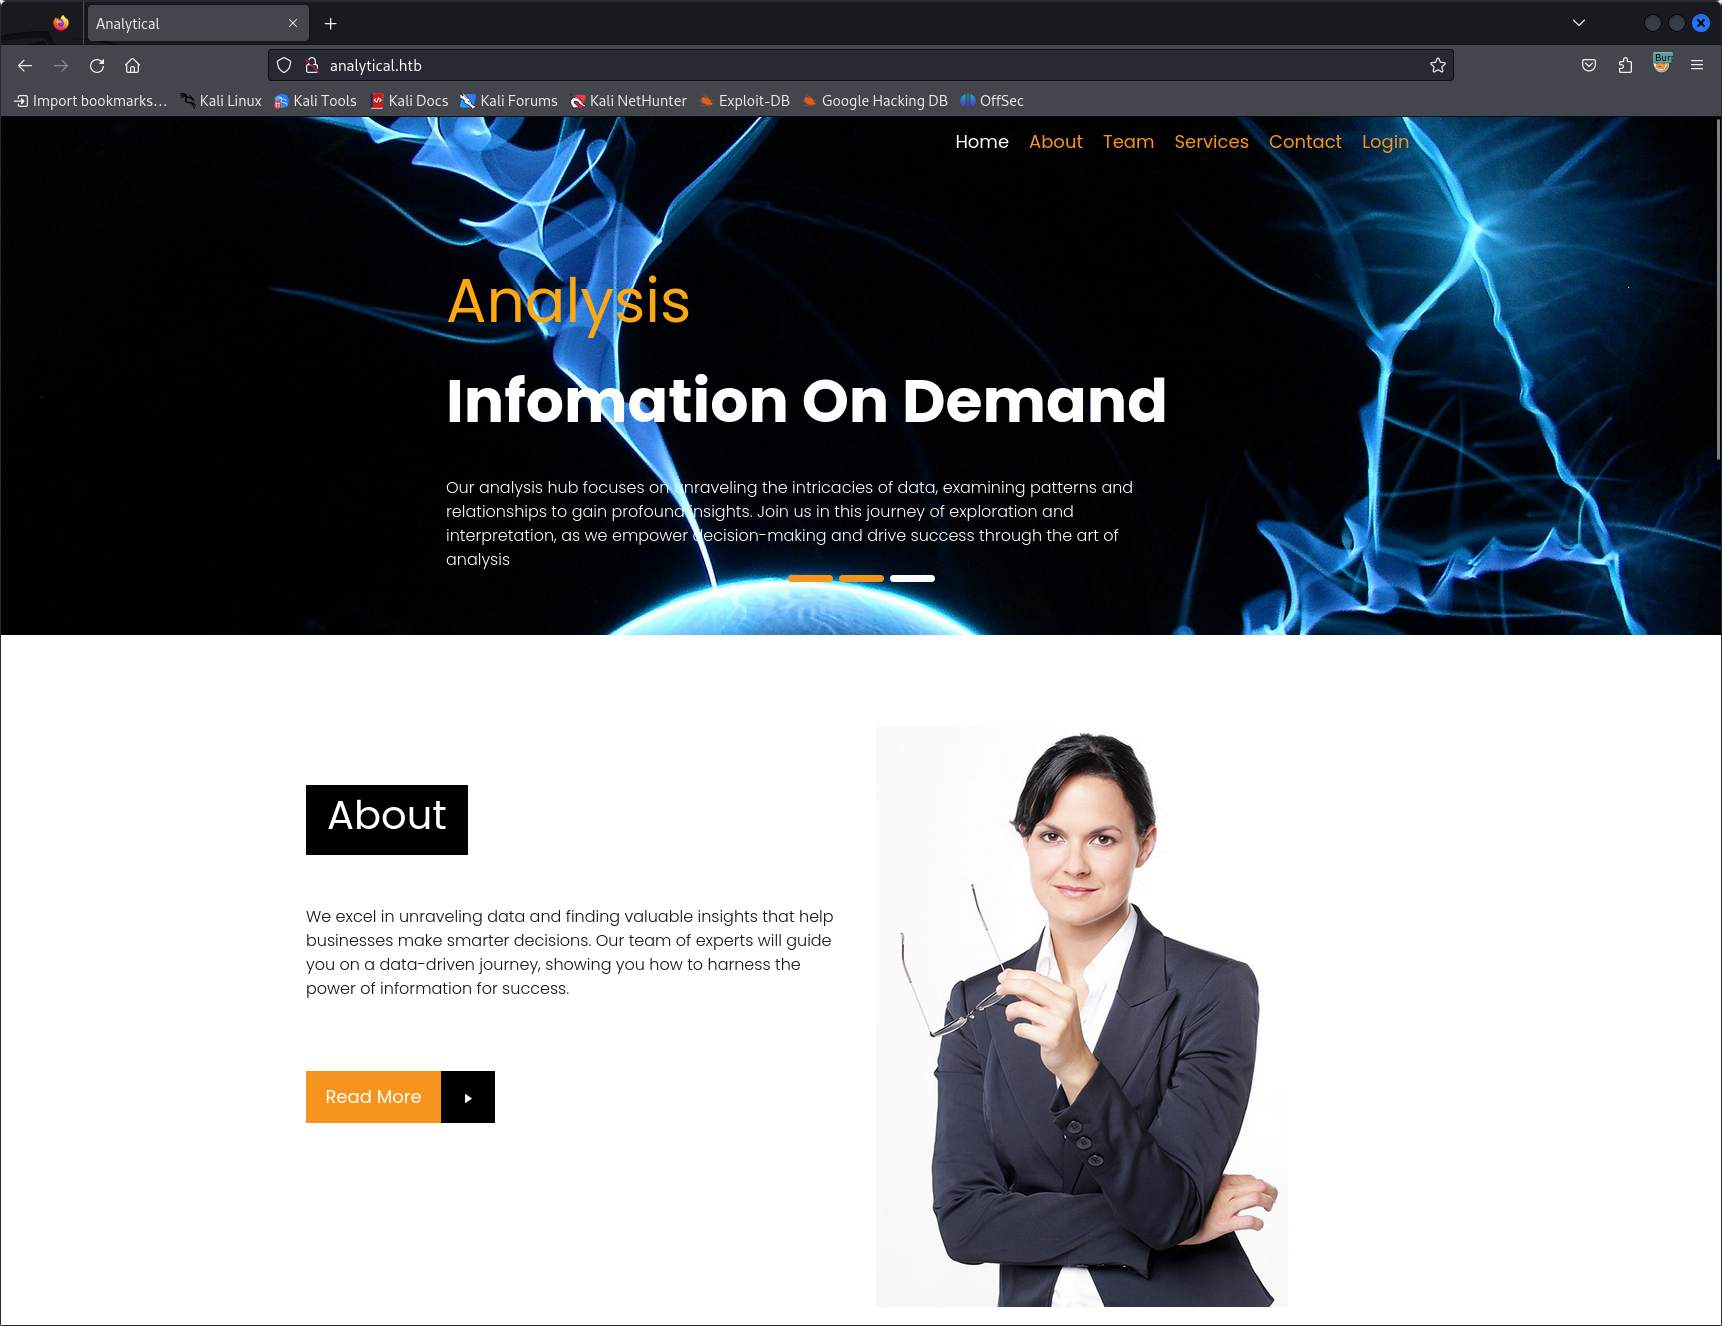 Analytical
analytical.htb
Import bookmarks... Kali Linux Kali Tools Kali Docs Kali Forums Kali NetHunter Exploit-DB Google Hacking DB OffSec
Home About Team Services Contact Login
Analysis
Infomation On Demand
Our analysis hub focuses on unraveling the intricacies of data, examining patterns and
relationships to gain profound insights. Join us in this journey of exploration and
interpretation, as we empower decision-making and drive success through the art of
analysis
About
We excel in unraveling data and finding valuable insights that help
businesses make smarter decisions. Our team of experts will guide
you on a data-driven journey, showing you how to harness the
power of information for success.
Read More